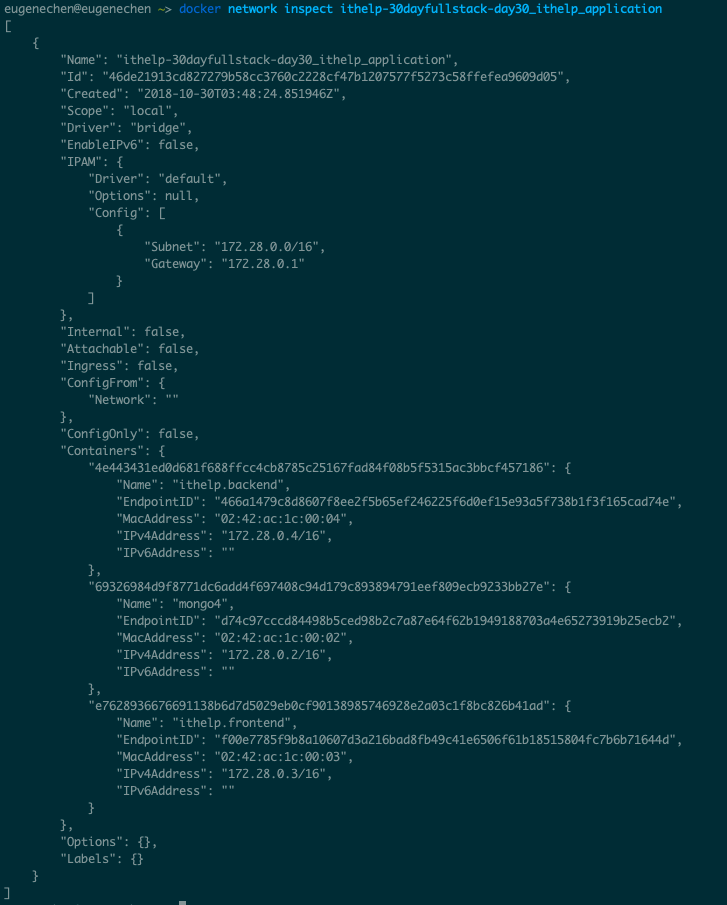 eugenechen@eugenechen ~> docker network inspect ithelp-30dayfullstack-day30_ithelp_application
[
    {
        "Name": "ithelp-30dayfullstack-day30_ithelp_application",
        "Id": "46de21913cd827279b58cc3760c2228cf47b1207577f5273c58ffefea9609d05",
        "Created": "2018-10-30T03:48:24.851946Z",
        "Scope": "local",
        "Driver": "bridge",
        "EnableIPv6": false,
        "IPAM": {
            "Driver": "default",
            "Options": null,
            "Config": [
                {
                    "Subnet": "172.28.0.0/16",
                    "Gateway": "172.28.0.1"
                }
            ]
        },
        "Internal": false,
        "Attachable": false,
        "Ingress": false,
        "ConfigFrom": {
            "Network": ""
        },
        "ConfigOnly": false,
        "Containers": {
            "4e443431ed0d681f688ffcc4cb8785c25167fad84f08b5f5315ac3bbcf457186": {
                "Name": "ithelp.backend",
                "EndpointID": "466a1479c8d8607f8ee2f5b65ef246225f6d0ef15e93a5f738b1f3f165cad74e",
                "MacAddress": "02:42:ac:1c:00:04",
                "IPv4Address": "172.28.0.4/16",
                "IPv6Address": ""
            },
            "69326984d9f8771dc6add4f697408c94d179c893894791eef809ecb9233bb27e": {
                "Name": "mongo4",
                "EndpointID": "d74c97cccd84498b5ced98b2c7a87e64f62b1949188703a4e65273919b25ecb2",
                "MacAddress": "02:42:ac:1c:00:02",
                "IPv4Address": "172.28.0.2/16",
                "IPv6Address": ""
            },
            "e7628936676691138b6d7d5029eb0cf90138985746928e2a03c1f8bc826b41ad": {
                "Name": "ithelp.frontend",
                "EndpointID": "f00e7785f9b8a10607d3a216bad8fb49c41e6506f61b18515804fc7b6b71644d",
                "MacAddress": "02:42:ac:1c:00:03",
                "IPv4Address": "172.28.0.3/16",
                "IPv6Address": ""
            }
        },
        "Options": {},
        "Labels": {}
    }
]